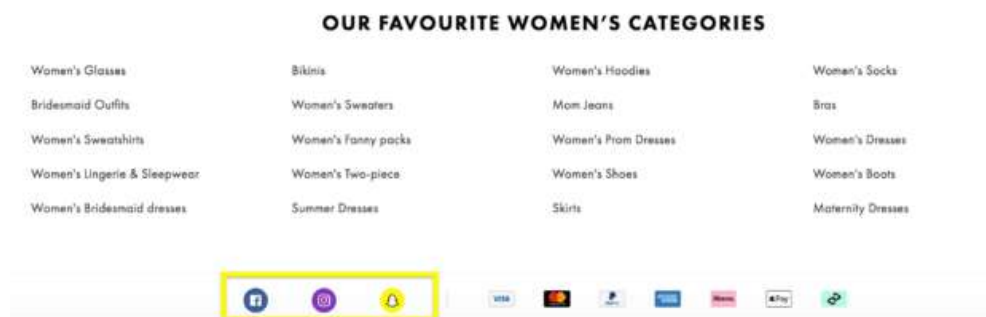 OUR FAVOURITE WOMEN'S CATEGORIES
Women's Glasses Bikinis Women's Hoodies Women's Socks
Bridesmaid Outfits Women's Sweaters Mom Jeans Bras
Women's Sweatshirts Women's Fanny packs Women's Prom Dresses Women's Dresses
Women's Lingerie & Sleepwear Women's Two-piece Women's Shoes Women's Boots
Women's Bridesmaid dresses Summer Dresses Skirts Maternity Dresses
VISA Klarna. Pay